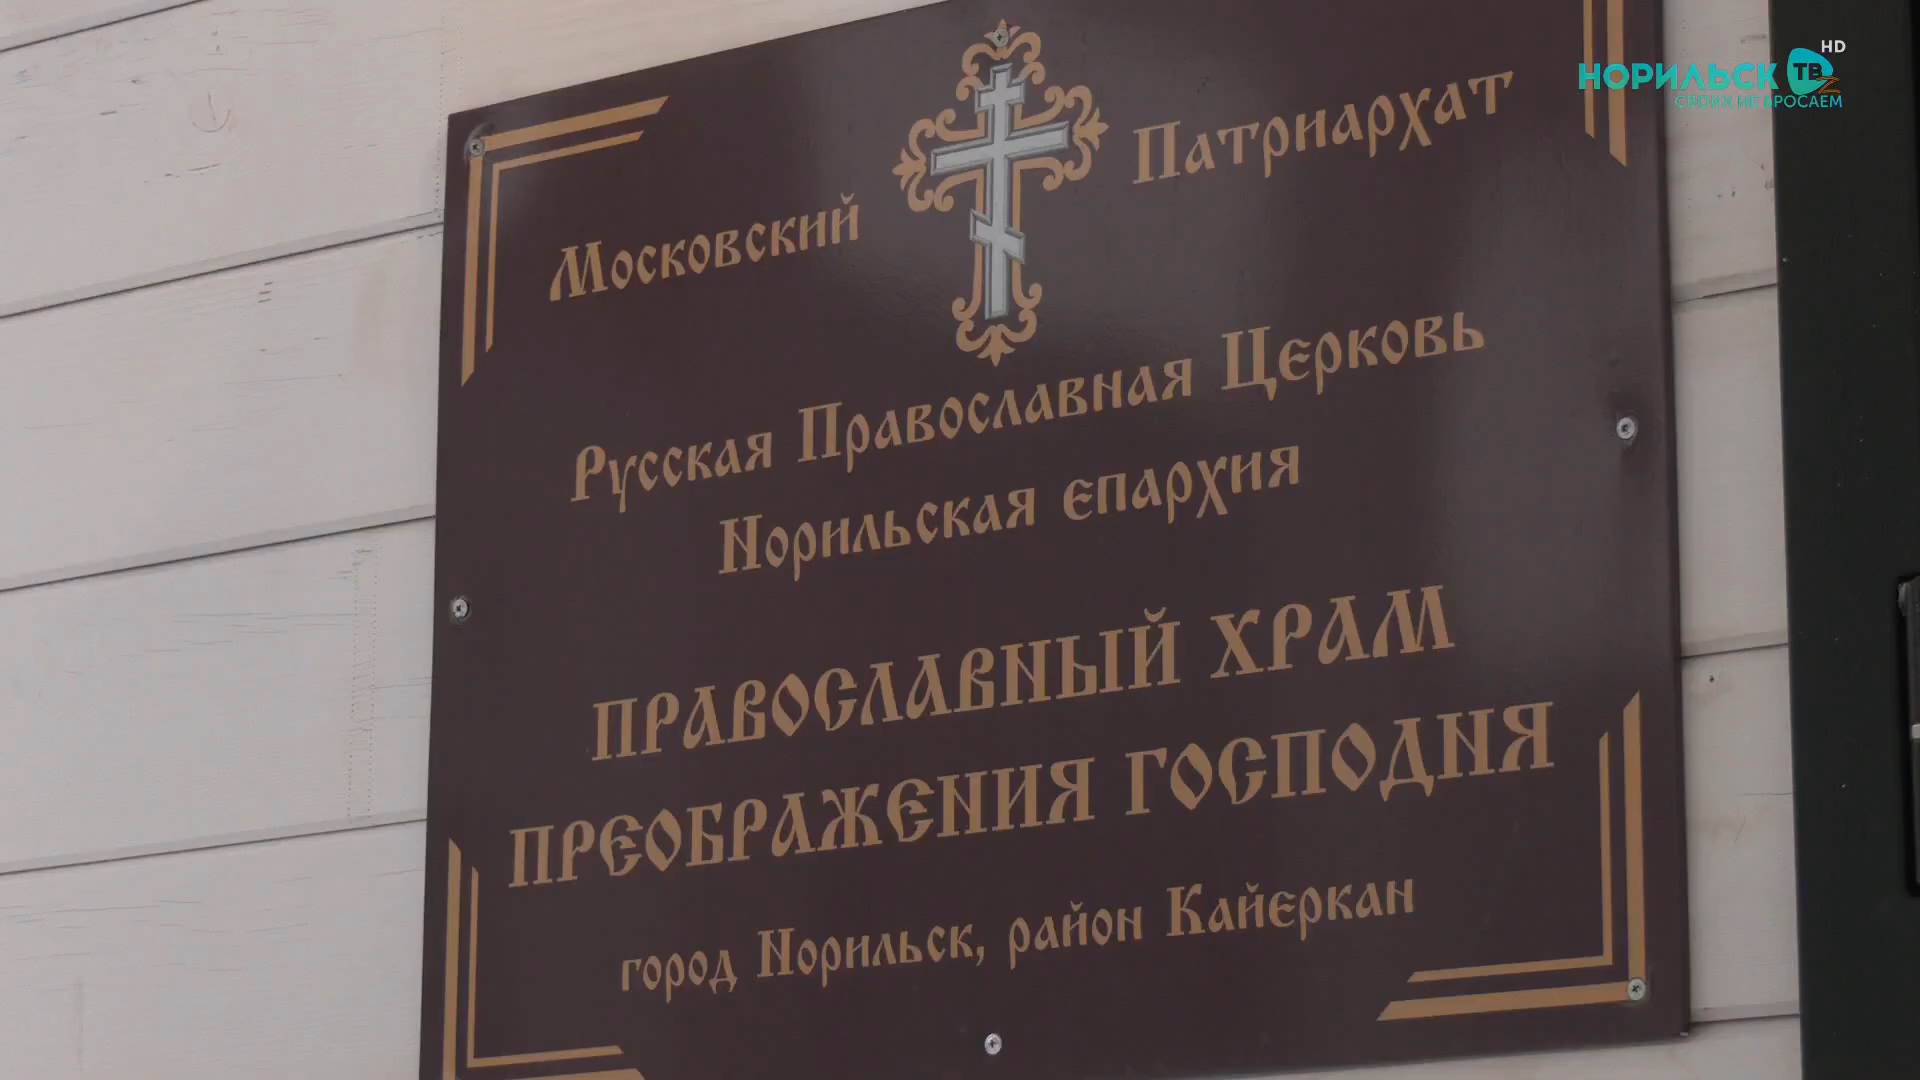 HD
НОРИЛЬСК ТВ
СВОИХ НЕ БРОСАЕМ
Московский Патриархат
Русская Православная Церковь
Норильская епархия
ПРАВОСЛАВНЫЙ ХРАМ
ПРЕОБРАЖЕНИЯ ГОСПОДНЯ
город Норильск, район Кайеркан